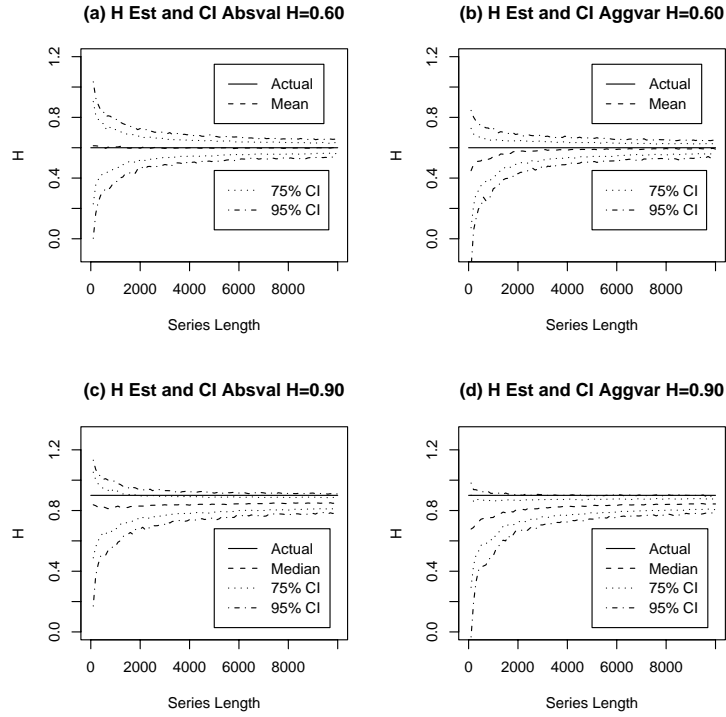 (a) H Est and CI Absval H=0.60
H
1.2
0.8
0.4
0.0
Actual
Mean
75% CI
95% CI
0 2000 4000 6000 8000
Series Length
(b) H Est and CI Aggvar H=0.60
H
1.2
0.8
0.4
0.0
Actual
Mean
75% CI
95% CI
0 2000 4000 6000 8000
Series Length
(c) H Est and CI Absval H=0.90
H
1.2
0.8
0.4
0.0
Actual
Median
75% CI
95% CI
0 2000 4000 6000 8000
Series Length
(d) H Est and CI Aggvar H=0.90
H
1.2
0.8
0.4
0.0
Actual
Median
75% CI
95% CI
0 2000 4000 6000 8000
Series Length